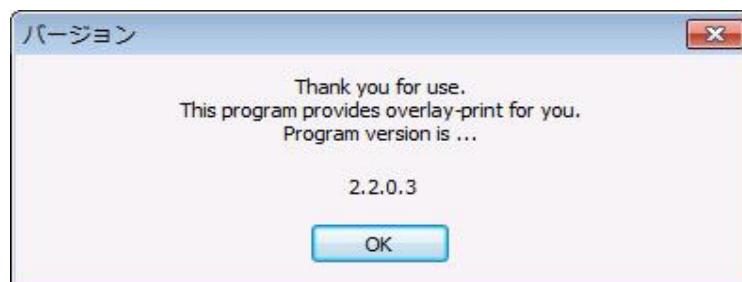 バージョン
Thank you for use.
This program provides overlay-print for you.
Program version is ...
2.2.0.3
OK